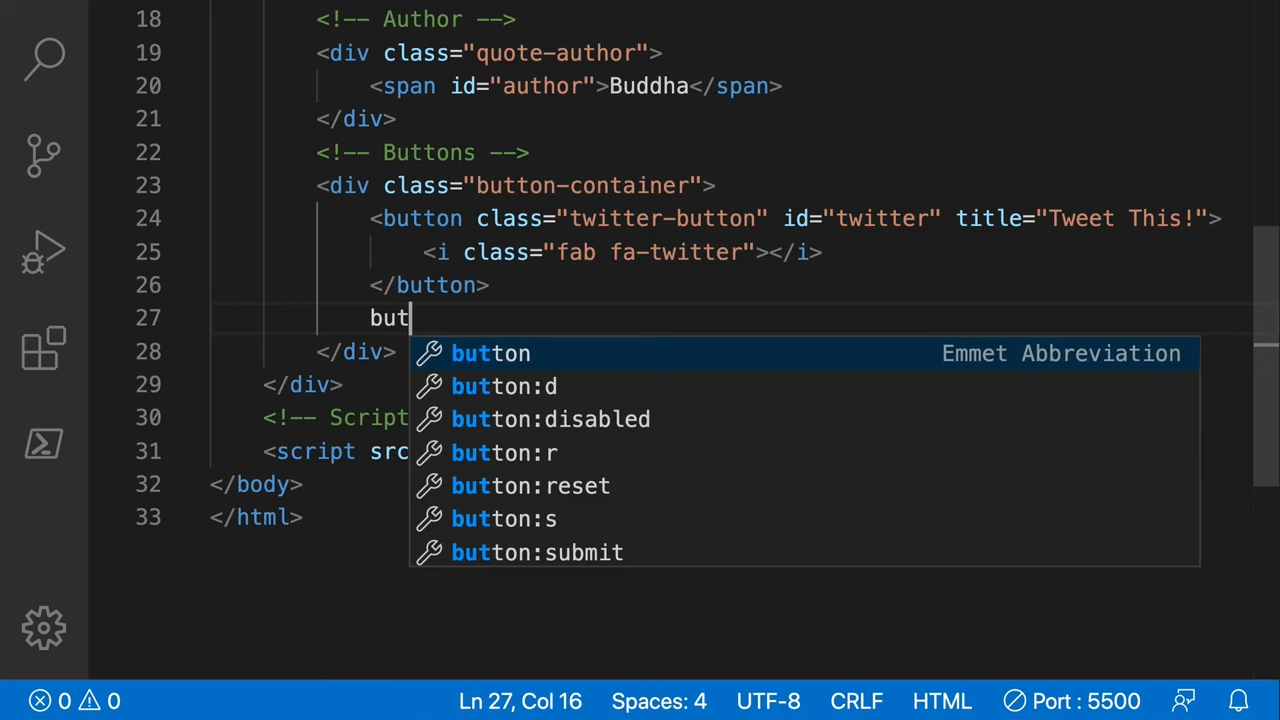 18 <!-- Author -->
19 <div class="quote-author">
20 <span id="author">Buddha</span>
21 </div>
22 <!-- Buttons -->
23 <div class="button-container">
24 <button class="twitter-button" id="twitter" title="Tweet This!">
25 <i class="fab fa-twitter"></i>
26 </button>
27 but
28 </div>
button Emmet Abbreviation
button:d
29 </div>
button:disabled
30 <!-- Script
button:r
31 <script src
button:reset
32 </body>
button:s
33 </html>
button:submit
0 0 Ln 27, Col 16 Spaces: 4 UTF-8 CRLF HTML Port : 5500